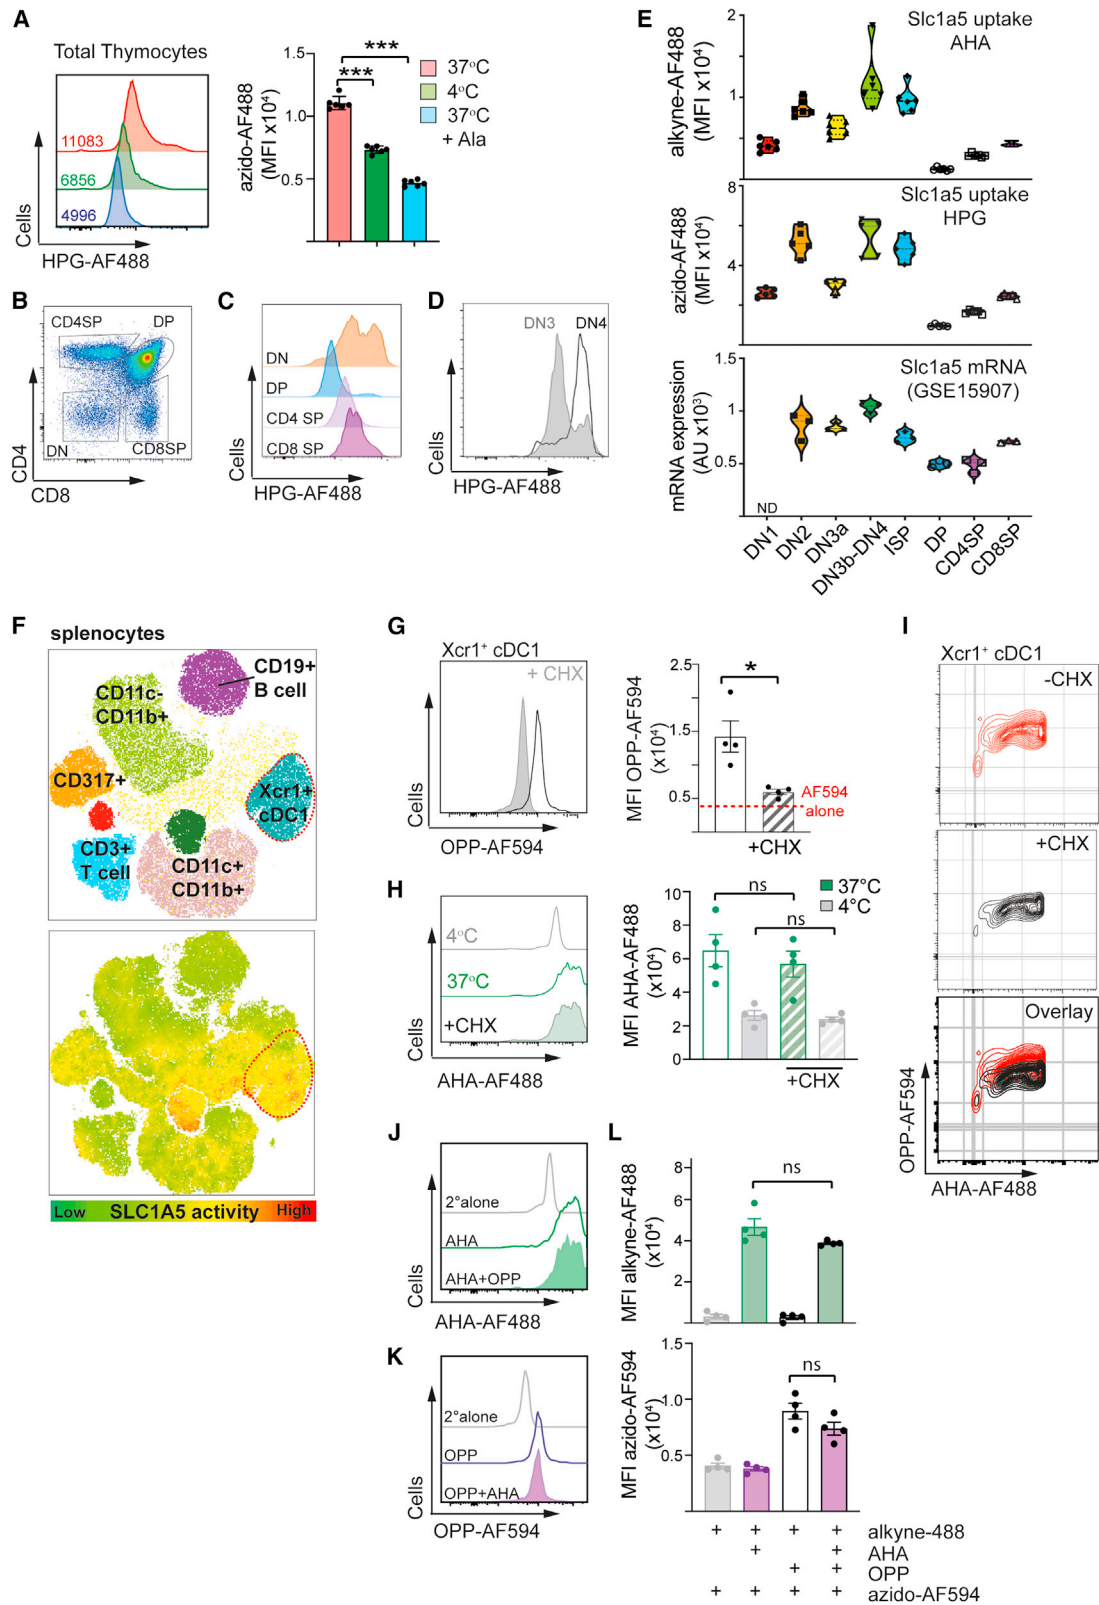 A
Total Thymocytes
11083
6856
4996
Cells
HPG-AF488
azido-AF488
(MFI x10⁴)
1.5
1.0
0.5
***
***
37°C
4°C
37°C
+ Ala
B
CD4SP
DP
DN
CD8SP
CD4
CD8
C
DN
DP
CD4 SP
CD8 SP
Cells
HPG-AF488
D
DN3
DN4
Cells
HPG-AF488
E
Slc1a5 uptake
AHA
alkyne-AF488
(MFI x10⁴)
2
1
Slc1a5 uptake
HPG
azido-AF488
(MFI x10⁴)
8
6
4
2
Slc1a5 mRNA
(GSE15907)
mRNA expression
(AU x10³)
1.5
1
0.5
ND
DN1
DN2
DN3a
DN3b-DN4
ISP
DP
CD4SP
CD8SP
F
splenocytes
CD19+
B cell
CD11c-
CD11b+
CD317+
Xcr1+
cDC1
CD3+
T cell
CD11c+
CD11b+
Low
SLC1A5 activity
High
G
Xcr1⁺ cDC1
+ CHX
Cells
OPP-AF594
MFI OPP-AF594
(x10⁴)
2.5
1.5
0.5
*
AF594
alone
+CHX
H
4°C
37°C
+CHX
Cells
AHA-AF488
MFI AHA-AF488
(x10⁴)
10
8
6
4
2
0
ns
ns
37°C
4°C
+CHX
I
Xcr1⁺ cDC1
-CHX
+CHX
Overlay
OPP-AF594
AHA-AF488
J
2°alone
AHA
AHA+OPP
Cells
AHA-AF488
K
2°alone
OPP
OPP+AHA
Cells
OPP-AF594
L
MFI alkyne-AF488
(x10⁴)
8
6
4
2
ns
MFI azido-AF594
(x10⁴)
1.5
1.0
0.5
ns
+ + + + alkyne-488
+ + AHA
+ + OPP
+ + + + azido-AF594